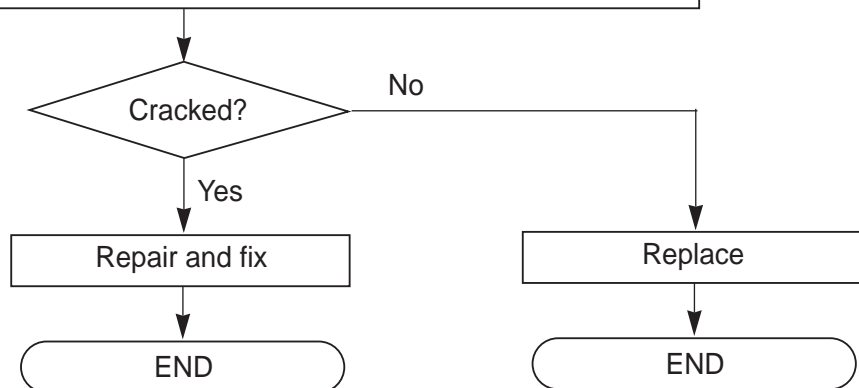 Cracked?
No
Yes
Repair and fix
Replace
END
END